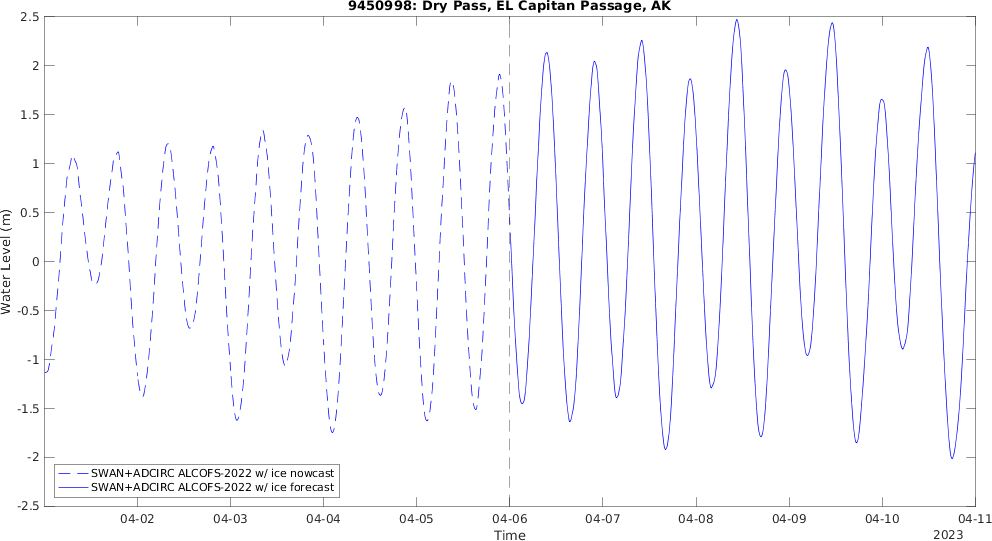 9450998: Dry Pass, EL Capitan Passage, AK
Water Level (m)
2.5
2
1.5
1
0.5
0
-0.5
-1
-1.5
-2
-2.5
SWAN+ADCIRC ALCOFS-2022 w/ ice nowcast
SWAN+ADCIRC ALCOFS-2022 w/ ice forecast
04-02 04-03 04-04 04-05 04-06 04-07 04-08 04-09 04-10 04-11
Time
2023